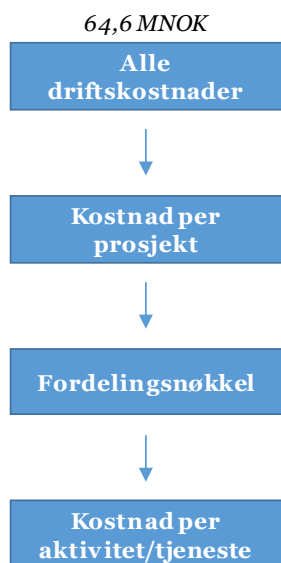 64,6 MNOK
Alle
driftskostnader
Kostnad per
prosjekt
Fordelingsnøkkel
Kostnad per
aktivitet/tjeneste